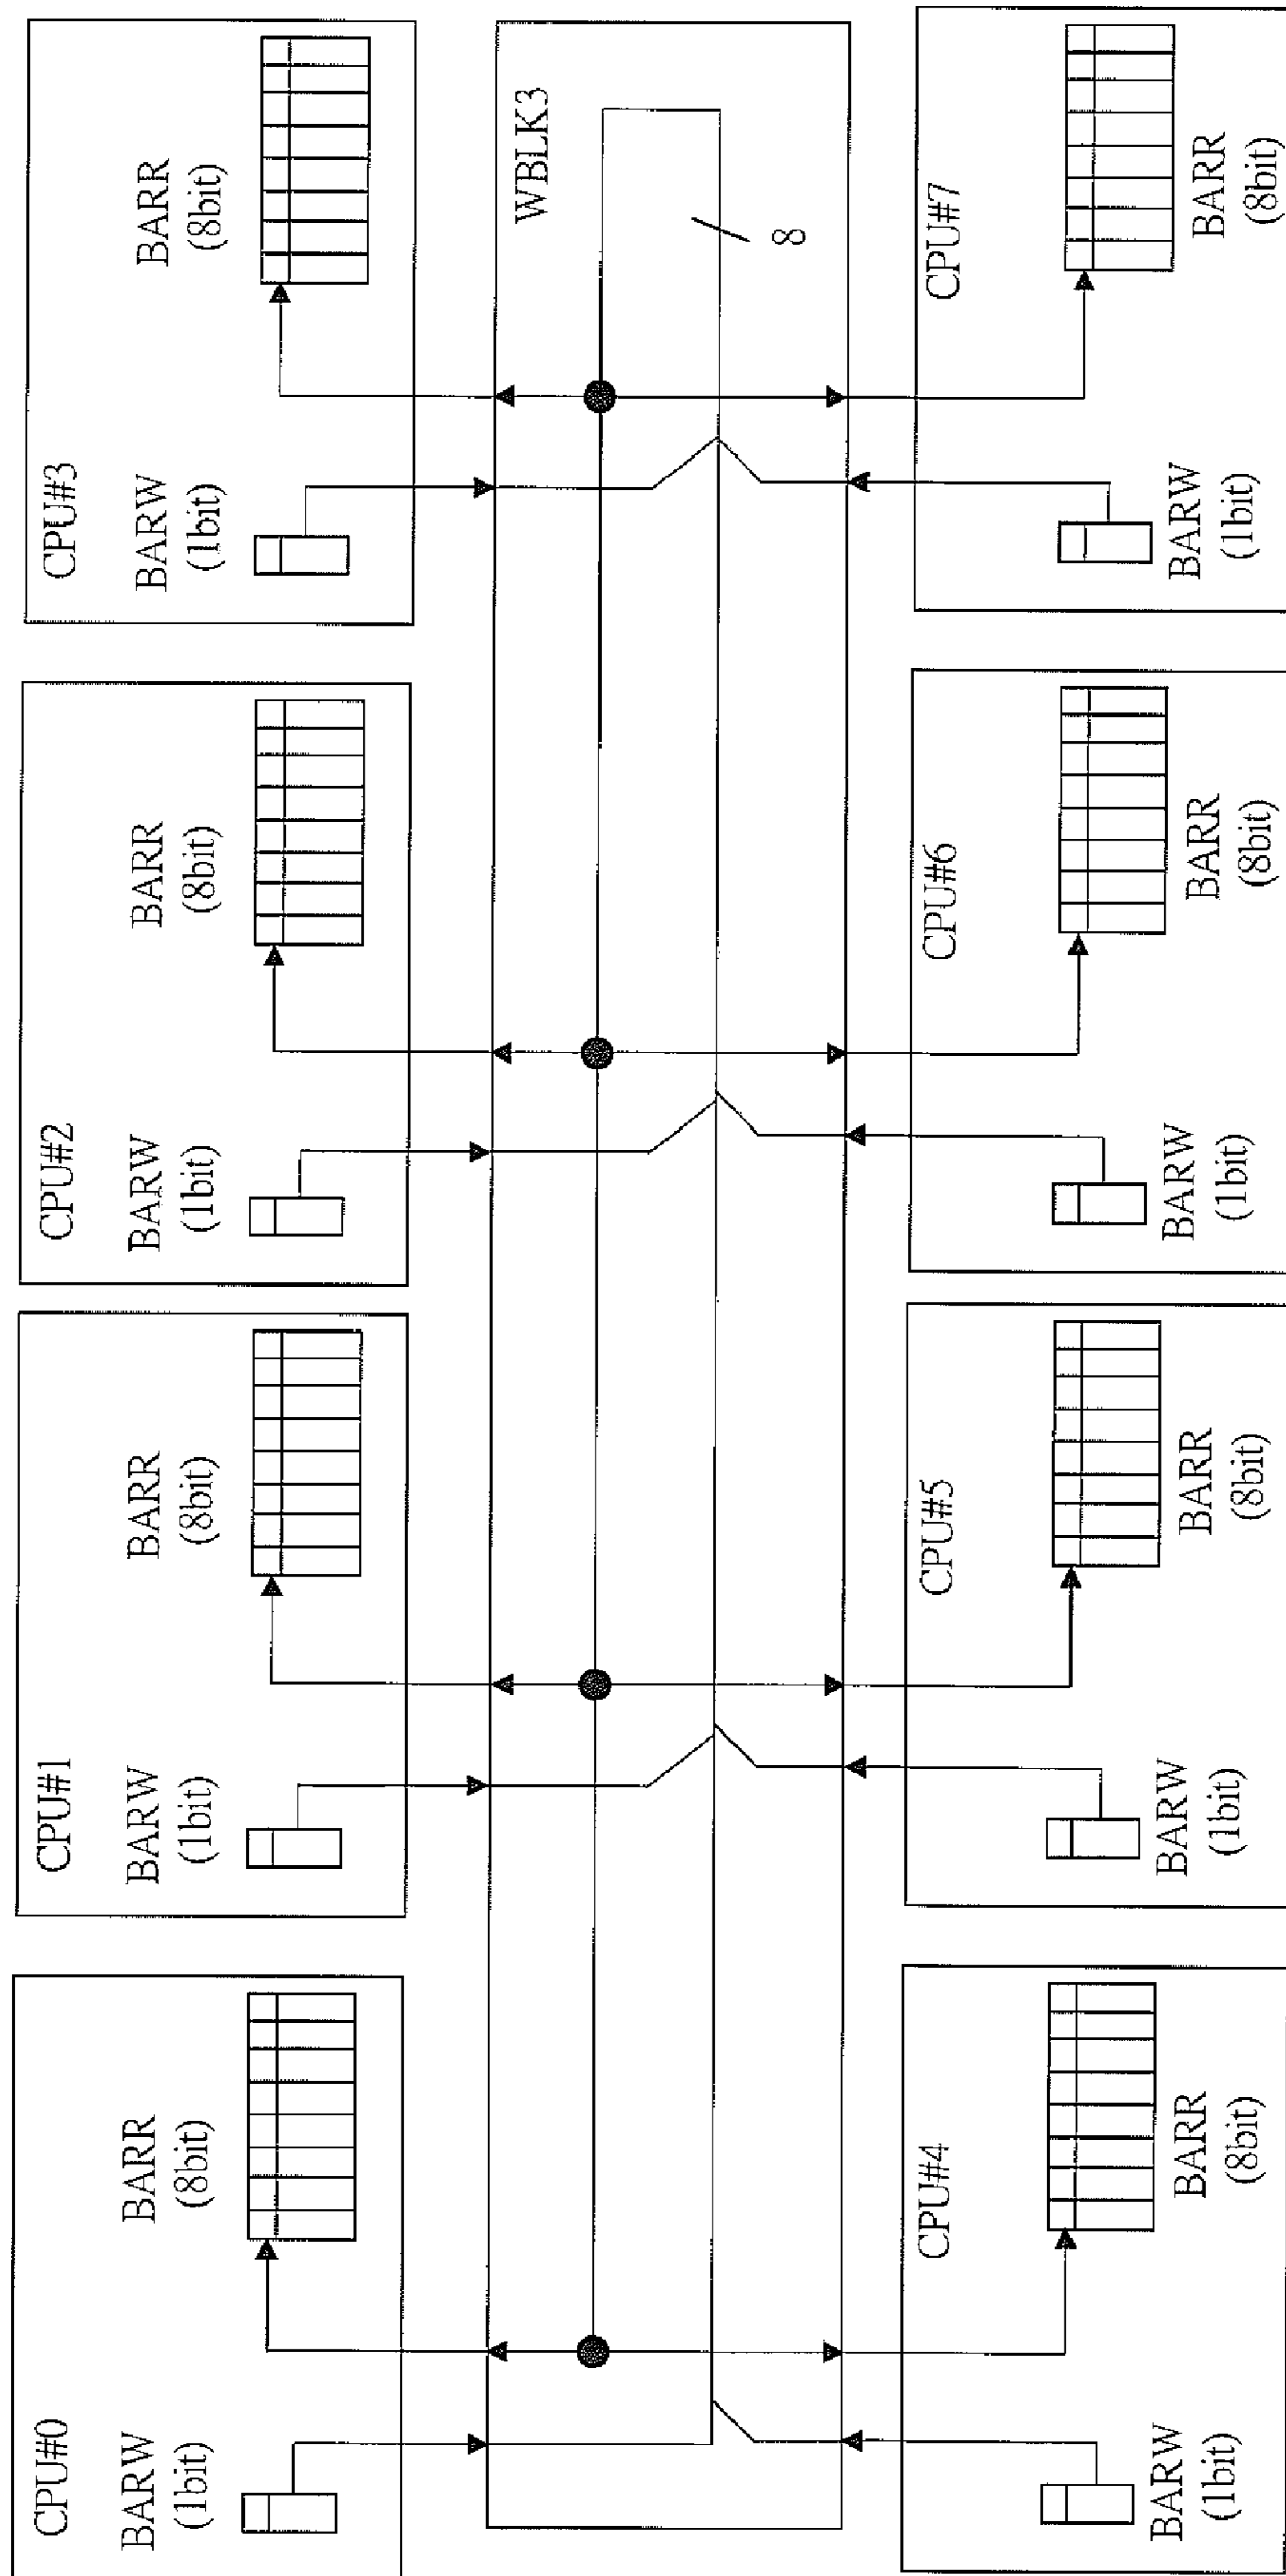 CPU#0
BARW
(1bit)
BARR
(8bit)
CPU#1
BARW
(1bit)
BARR
(8bit)
CPU#2
BARW
(1bit)
BARR
(8bit)
CPU#3
BARW
(1bit)
BARR
(8bit)
WBLK3
8
CPU#4
BARW
(1bit)
BARR
(8bit)
CPU#5
BARW
(1bit)
BARR
(8bit)
CPU#6
BARW
(1bit)
BARR
(8bit)
CPU#7
BARW
(1bit)
BARR
(8bit)